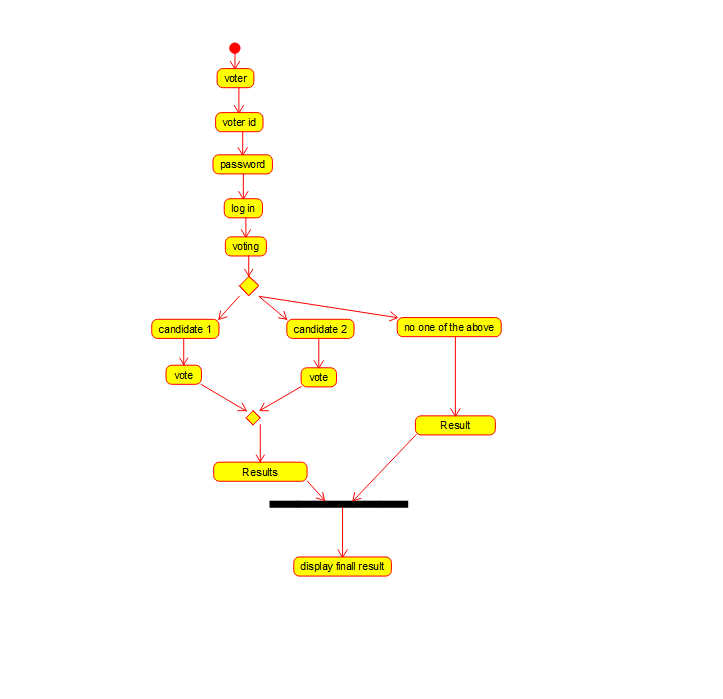 voter
voter id
password
log in
voting
candidate 1
candidate 2
no one of the above
vote
vote
Result
Results
display finall result